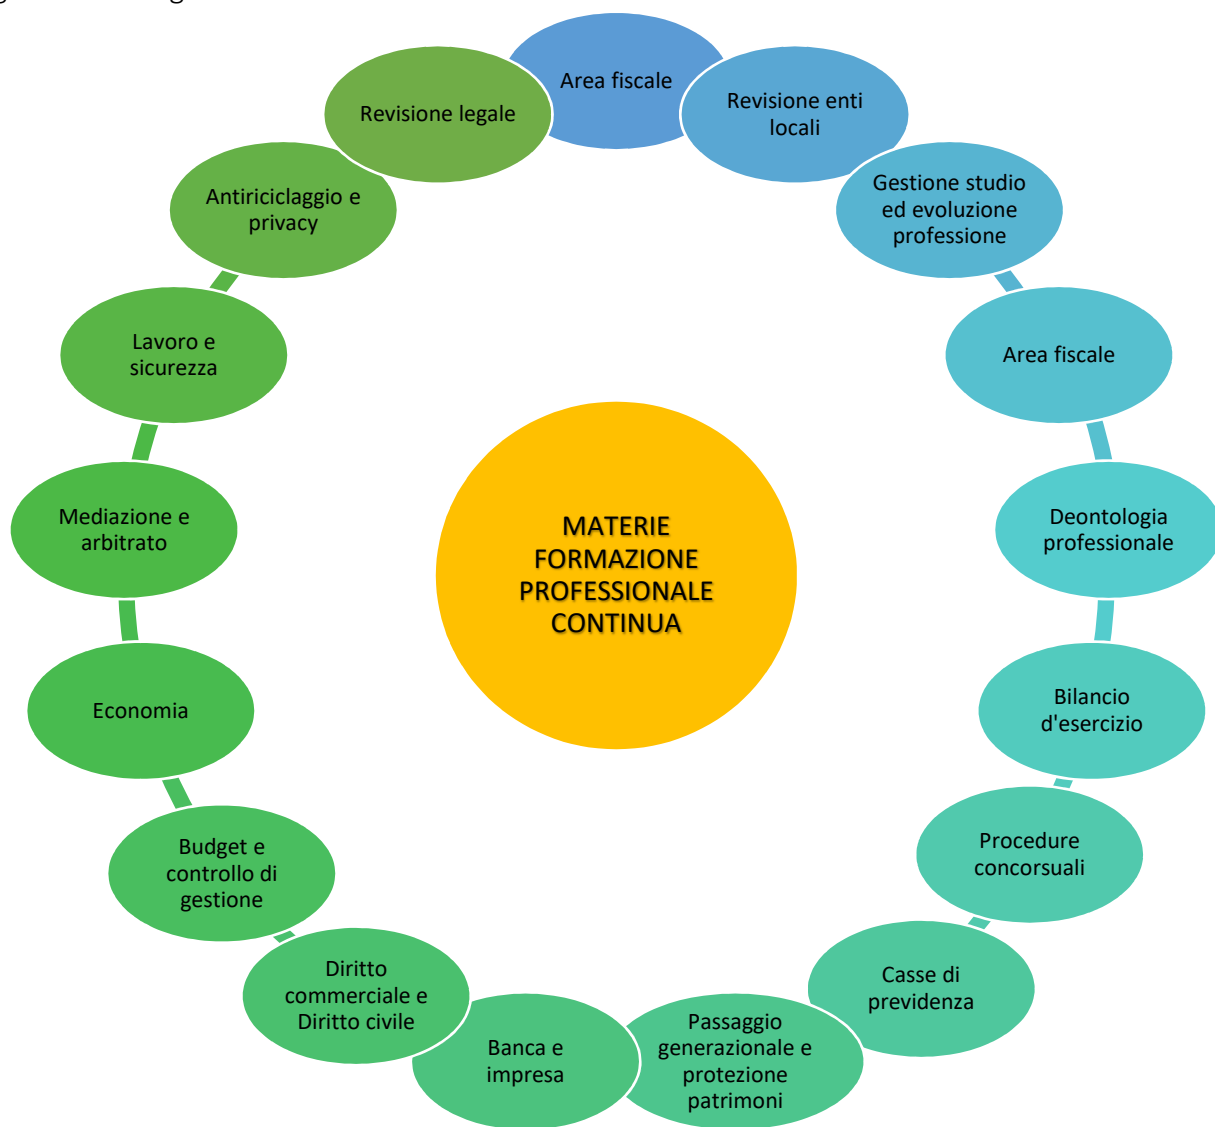 Area fiscale
Revisione enti
locali
Gestione studio
ed evoluzione
professione
Area fiscale
Deontologia
professionale
Bilancio
d'esercizio
Procedure
concorsuali
Casse di
previdenza
Passaggio
generazionale e
protezione
patrimoni
Banca e
impresa
Diritto
commerciale e
Diritto civile
Budget e
controllo di
gestione
Economia
Mediazione e
arbitrato
Lavoro e
sicurezza
Antiriciclaggio e
privacy
Revisione legale
MATERIE
FORMAZIONE
PROFESSIONALE
CONTINUA